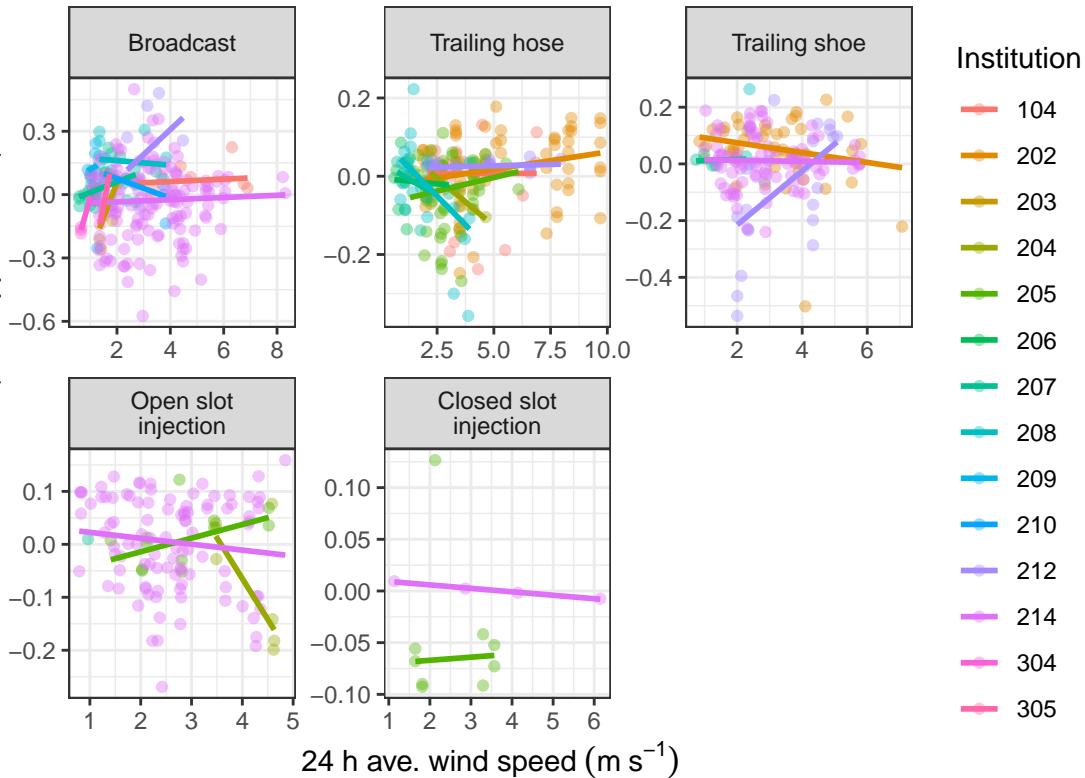 Broadcast
Trailing hose
Trailing shoe
0.3
0.0
−0.3
−0.6
2 4 6 8
0.2
0.0
−0.2
2.5 5.0 7.5 10.0
0.2
0.0
−0.2
−0.4
2 4 6
Open slot
injection
Closed slot
injection
0.1
0.0
−0.1
−0.2
1 2 3 4 5
0.10
0.05
0.00
−0.05
−0.10
1 2 3 4 5 6
24 h ave. wind speed (m s⁻¹)
Institution
104
202
203
204
205
206
207
208
209
210
212
214
304
305